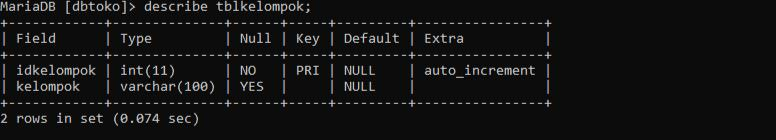 MariaDB [dbtoko]> describe tblkelompok;
+------------+--------------+------+-----+---------+----------------+
| Field      | Type         | Null | Key | Default | Extra          |
+------------+--------------+------+-----+---------+----------------+
| idkelompok | int(11)      | NO   | PRI | NULL    | auto_increment |
| kelompok   | varchar(100) | YES  |     | NULL    |                |
+------------+--------------+------+-----+---------+----------------+
2 rows in set (0.074 sec)